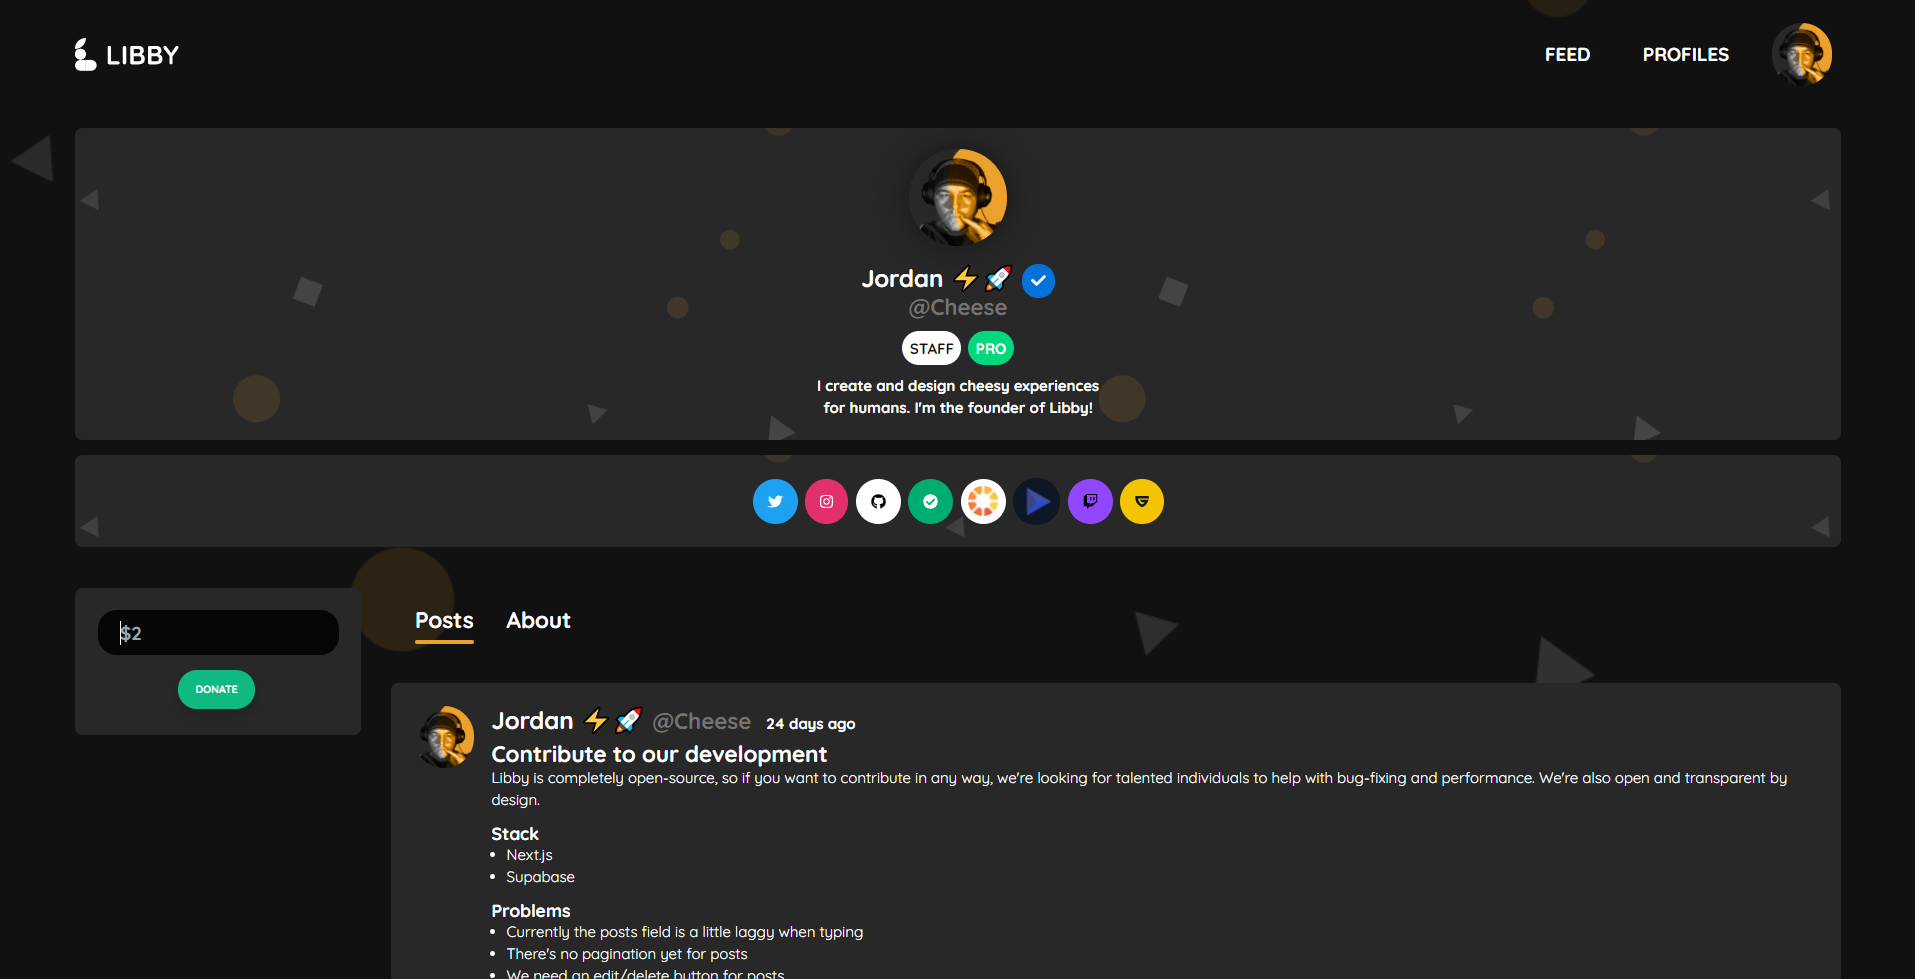 LIBBY
FEED
PROFILES
Jordan ⚡🚀
@Cheese
STAFF
PRO
I create and design cheesy experiences
for humans. I'm the founder of Libby!
$2
DONATE
Posts
About
Jordan ⚡🚀 @Cheese 24 days ago
Contribute to our development
Libby is completely open-source, so if you want to contribute in any way, we're looking for talented individuals to help with bug-fixing and performance. We're also open and transparent by
design.
Stack
• Next.js
• Supabase
Problems
• Currently the posts field is a little laggy when typing
• There's no pagination yet for posts
• We need an edit/delete button for posts